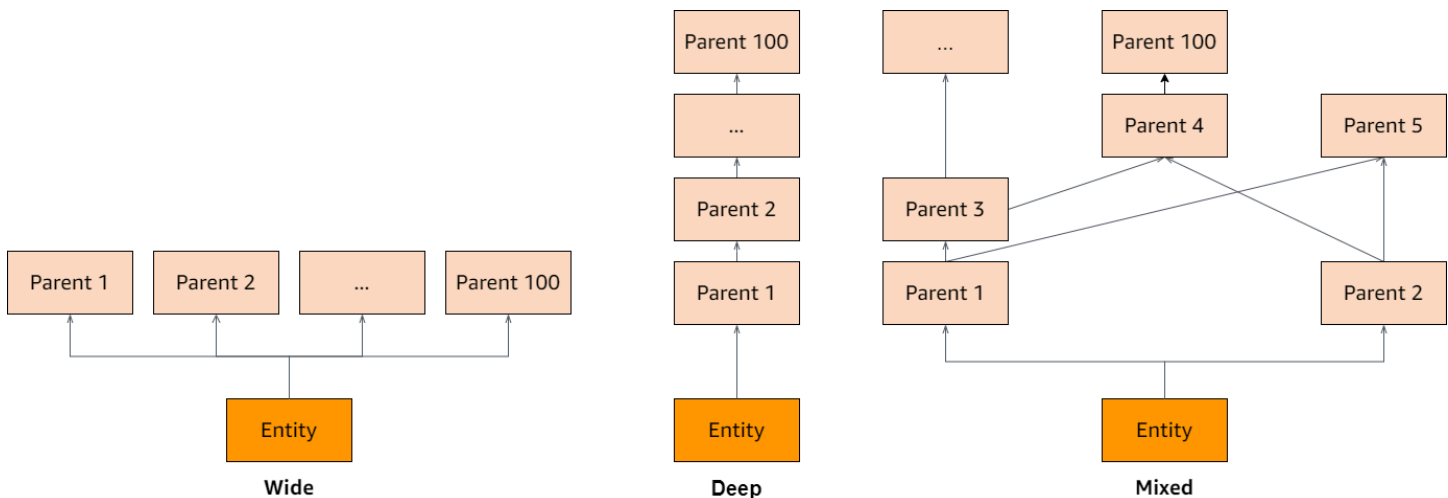 Parent 1
Parent 2
...
Parent 100
Entity
Wide
Parent 100
...
Parent 2
Parent 1
Entity
Deep
...
Parent 100
Parent 4
Parent 5
Parent 3
Parent 1
Parent 2
Entity
Mixed